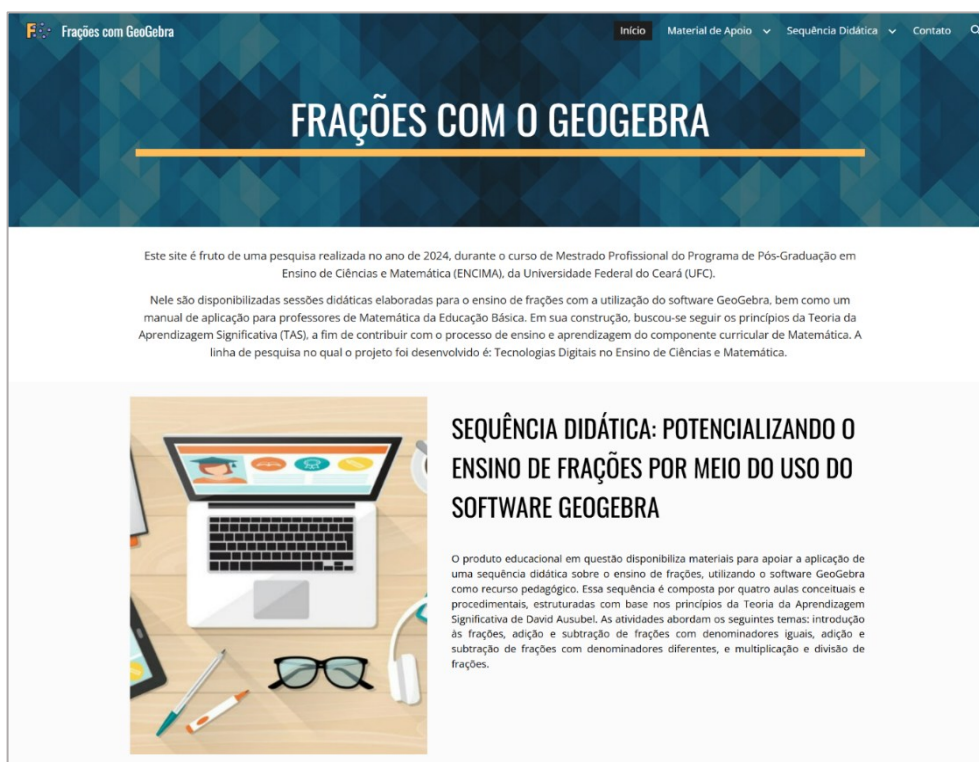 Frações com GeoGebra
Início Material de Apoio Sequência Didática Contato
FRAÇÕES COM O GEOGEBRA
Este site é fruto de uma pesquisa realizada no ano de 2024, durante o curso de Mestrado Profissional do Programa de Pós-Graduação em
Ensino de Ciências e Matemática (ENCIMA), da Universidade Federal do Ceará (UFC).
Nele são disponibilizadas sessões didáticas elaboradas para o ensino de frações com a utilização do software GeoGebra, bem como um
manual de aplicação para professores de Matemática da Educação Básica. Em sua construção, buscou-se seguir os princípios da Teoria da
Aprendizagem Significativa (TAS), a fim de contribuir com o processo de ensino e aprendizagem do componente curricular de Matemática. A
linha de pesquisa no qual o projeto foi desenvolvido é: Tecnologias Digitais no Ensino de Ciências e Matemática.
SEQUÊNCIA DIDÁTICA: POTENCIALIZANDO O
ENSINO DE FRAÇÕES POR MEIO DO USO DO
SOFTWARE GEOGEBRA
O produto educacional em questão disponibiliza materiais para apoiar a aplicação de
uma sequência didática sobre o ensino de frações, utilizando o software GeoGebra
como recurso pedagógico. Essa sequência é composta por quatro aulas conceituais e
procedimentais, estruturadas com base nos princípios da Teoria da Aprendizagem
Significativa de David Ausubel. As atividades abordam os seguintes temas: introdução
às frações, adição e subtração de frações com denominadores iguais, adição e
subtração de frações com denominadores diferentes, e multiplicação e divisão de
frações.